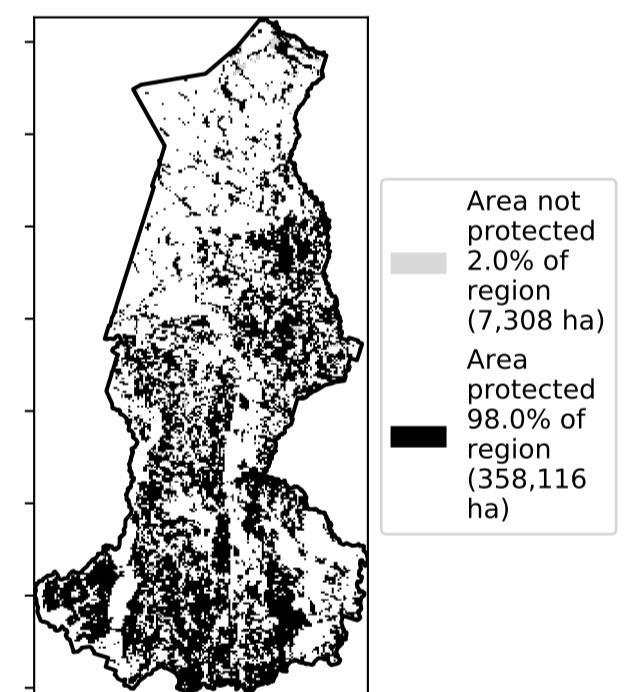 Area not
protected
2.0% of
region
(7,308 ha)
Area
protected
98.0% of
region
(358,116
ha)